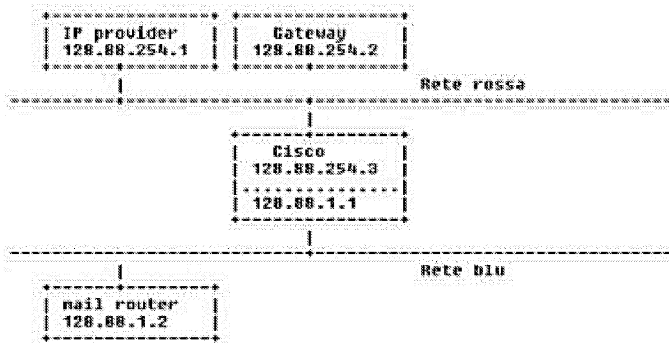 IP provider
128.88.254.1
Gateway
128.88.254.2
Rete rossa
Cisco
128.88.254.3
128.88.1.1
Rete blu
mail router
128.88.1.2